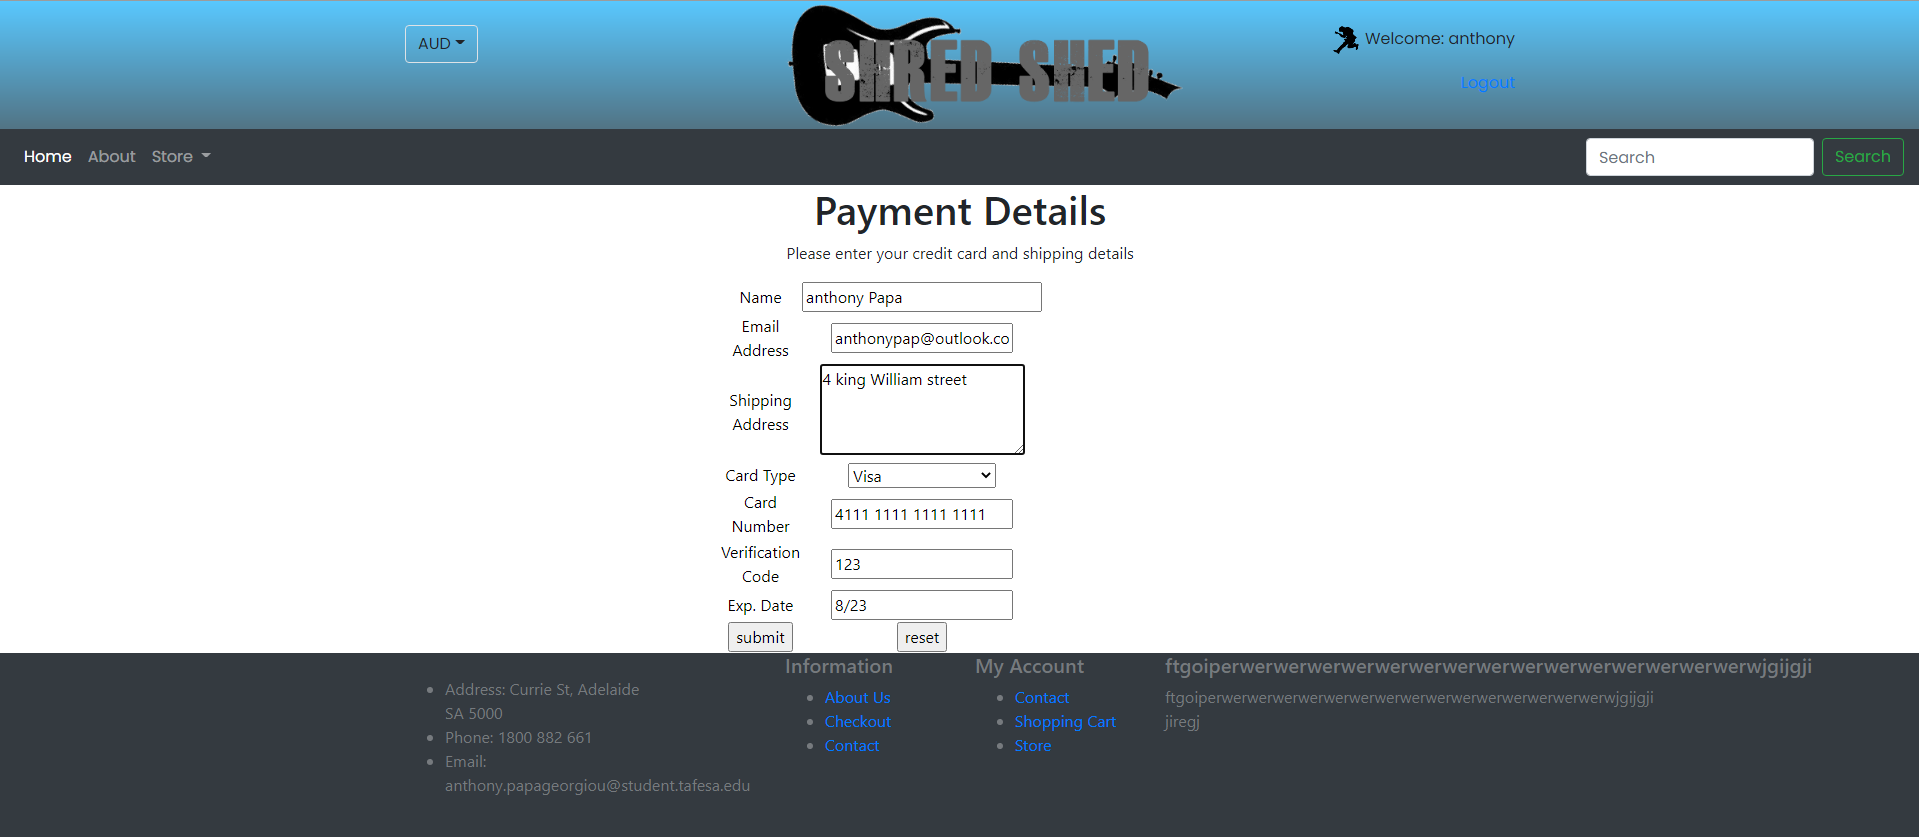 AUD
SHRED SHED
Welcome: anthony
Logout
Home About Store
Search Search
Payment Details
Please enter your credit card and shipping details
Name anthony Papa
Email
Address
anthonypap@outlook.co
Shipping
Address
4 king William street
Card Type Visa
Card
Number
4111 1111 1111 1111
Verification
Code
123
Exp. Date 8/23
submit reset
Address: Currie St, Adelaide
SA 5000
Phone: 1800 882 661
Email:
anthony.papageorgiou@student.tafesa.edu
Information
About Us
Checkout
Contact
My Account
Contact
Shopping Cart
Store
ftgoiperwerwerwerwerwerwerwerwerwerwerwerwerwerwerwerwjgijgji
ftgoiperwerwerwerwerwerwerwerwerwerwerwerwerwerwerwerwjgijgji
jiregj